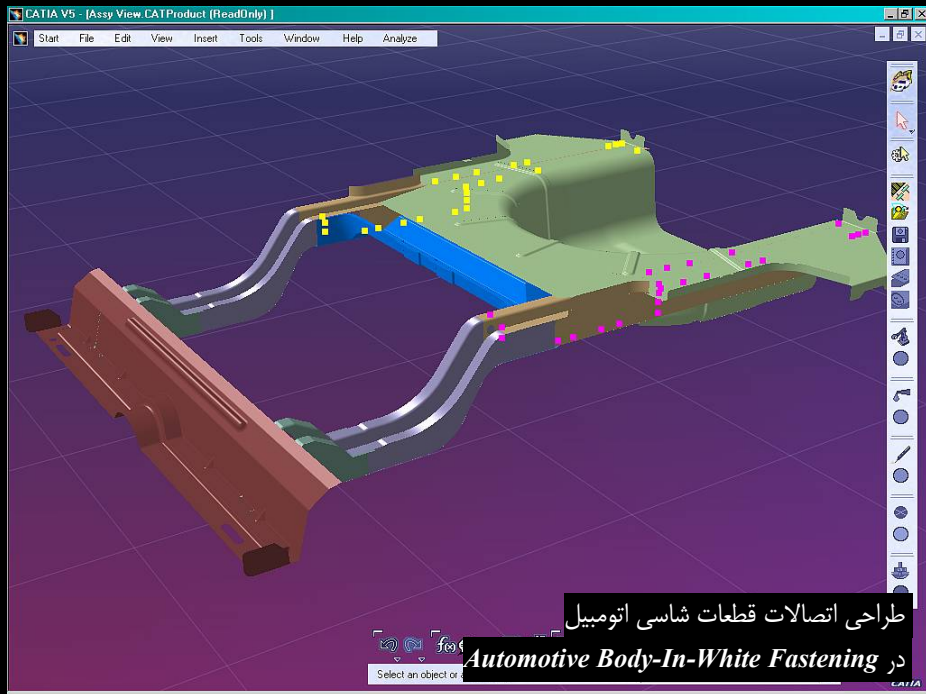 CATIA V5 - [Assy View.CATProduct (ReadOnly) ]
Start File Edit View Insert Tools Window Help Analyze
طراحی اتصالات قطعات شاسی اتومبیل
در Automotive Body-In-White Fastening
Select an object or a
CATIA